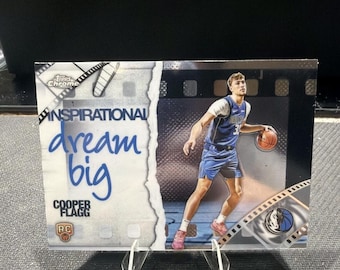 Topps
Chrome
INSPIRATIONAL
dream
big
COOPER
FLAGG
RC